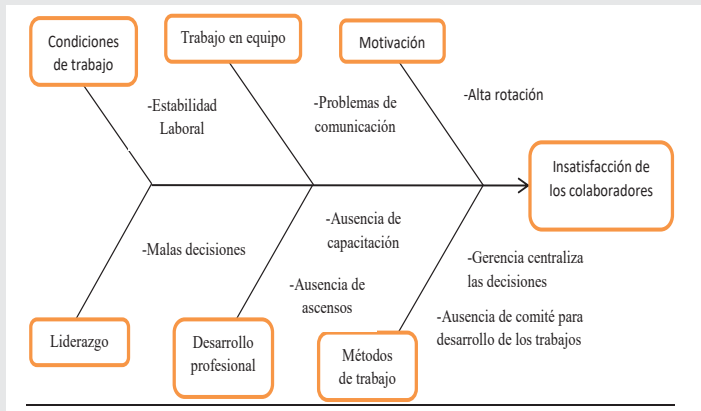 Condiciones
de trabajo
Trabajo en equipo
Motivación
-Estabilidad
Laboral
-Problemas de
comunicación
-Alta rotación
Insatisfacción de
los colaboradores
-Malas decisiones
-Ausencia de
capacitación
-Ausencia de
ascensos
-Gerencia centraliza
las decisiones
-Ausencia de comité para
desarrollo de los trabajos
Liderazgo
Desarrollo
profesional
Métodos
de trabajo